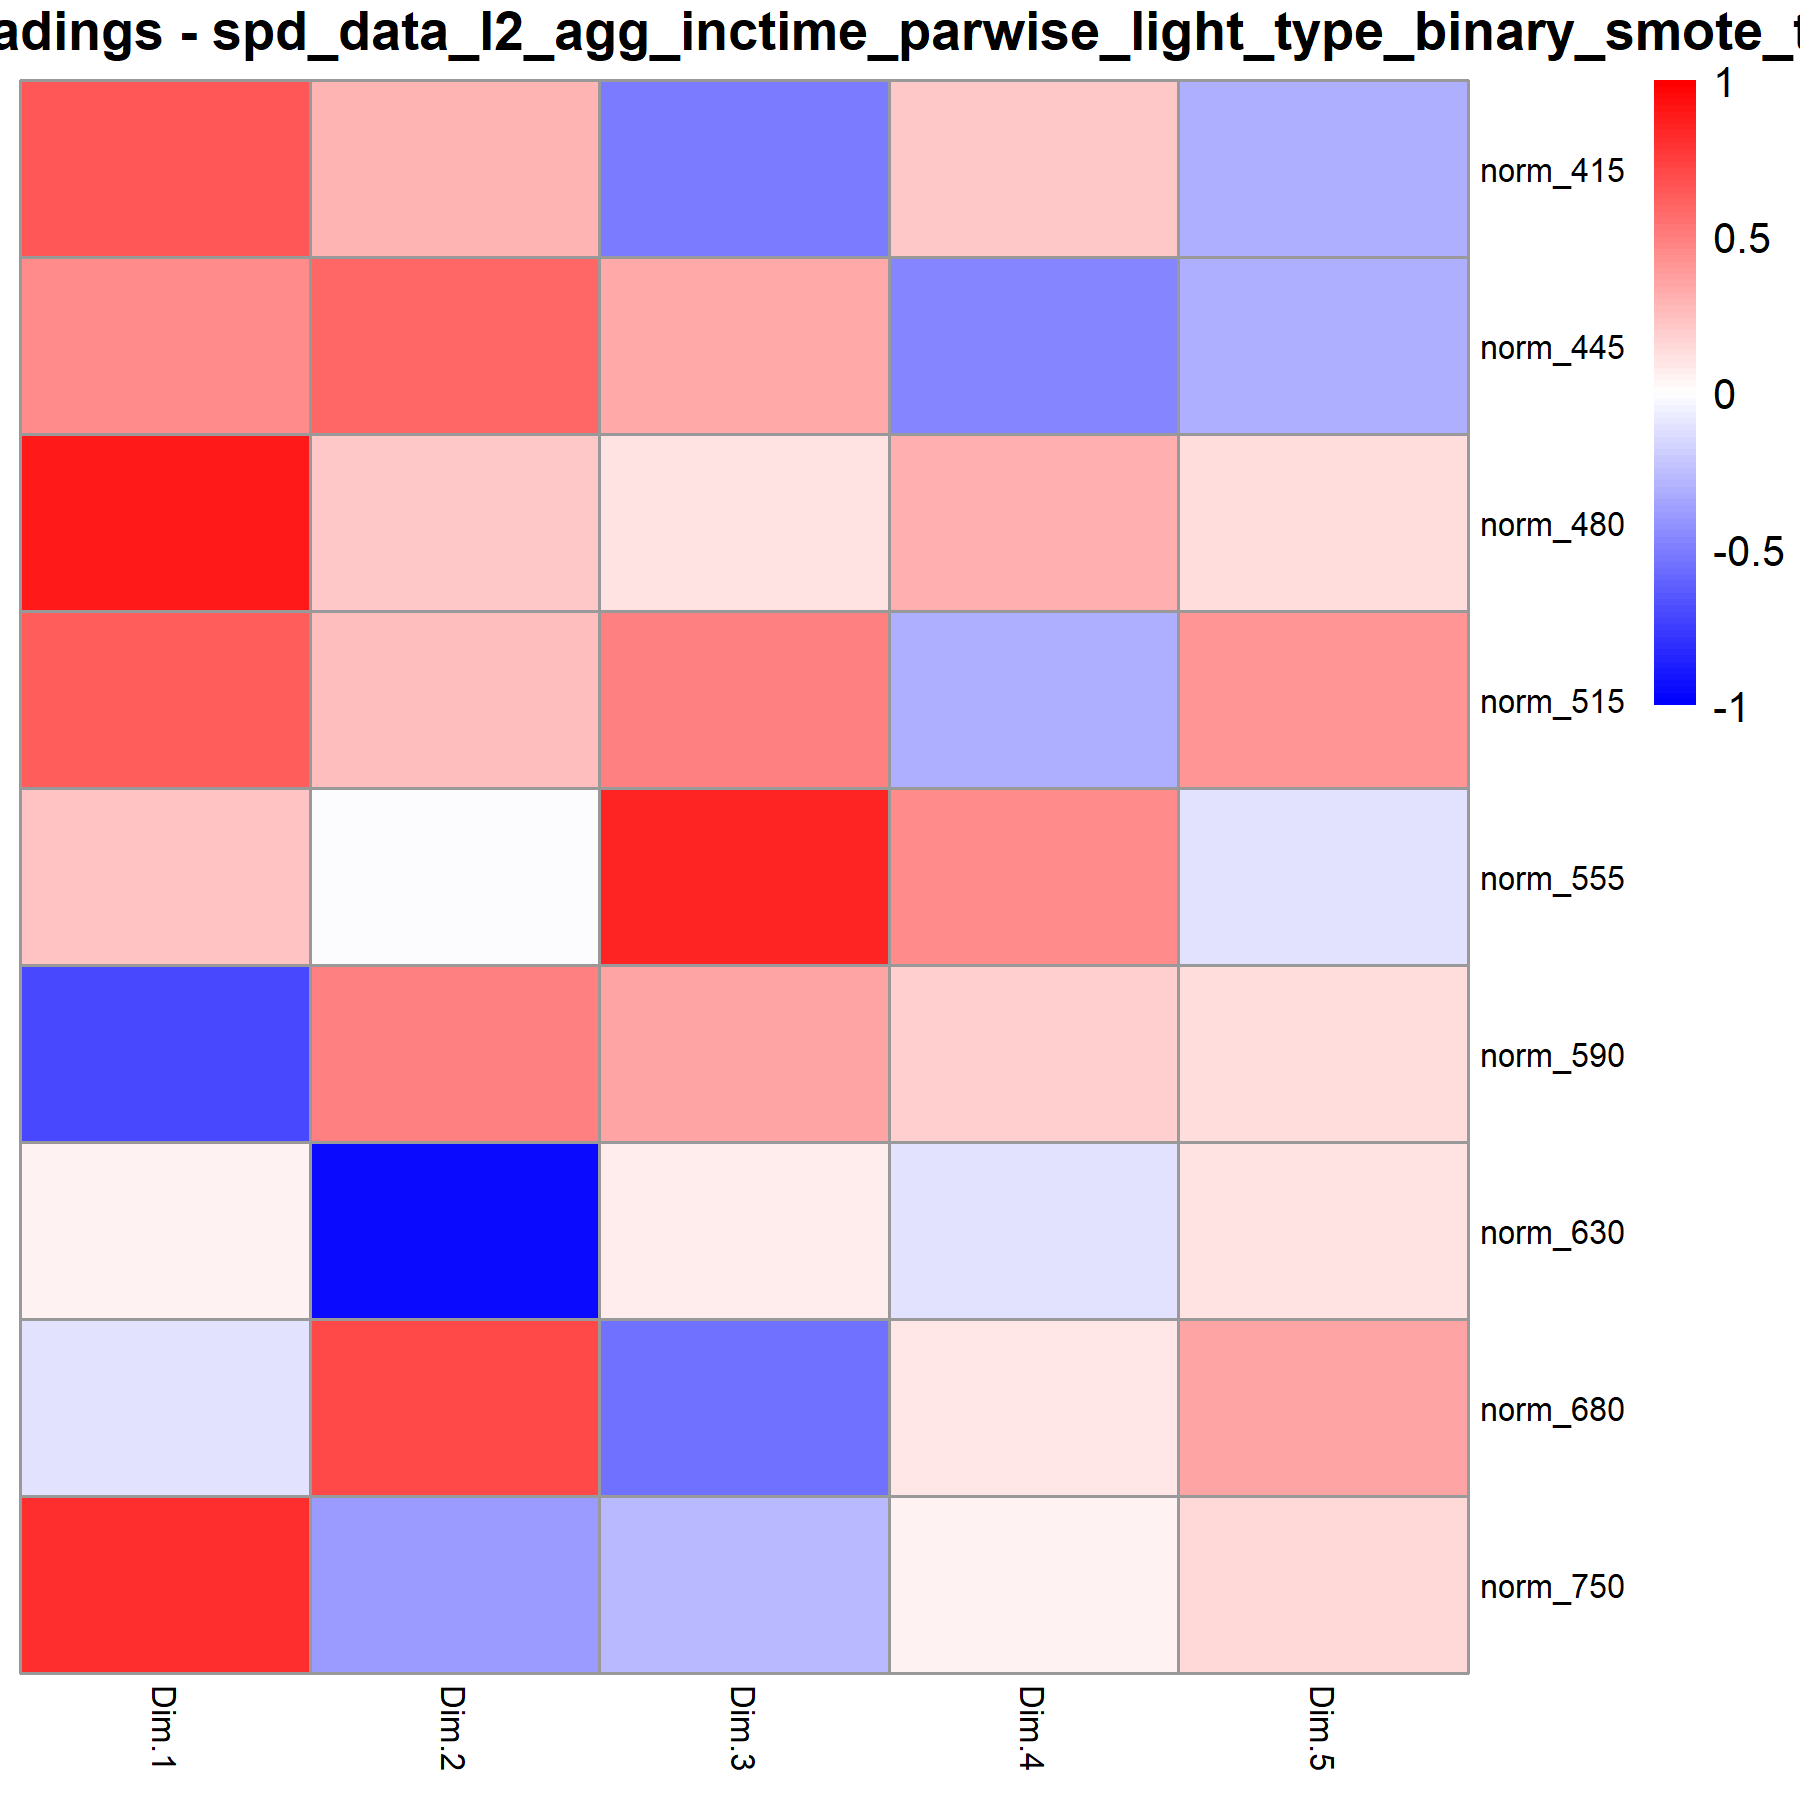 adings - spd_data_l2_agg_inctime_parwise_light_type_binary_smote_t
1
0.5
0
-0.5
-1
norm_415
norm_445
norm_480
norm_515
norm_555
norm_590
norm_630
norm_680
norm_750
Dim.1
Dim.2
Dim.3
Dim.4
Dim.5